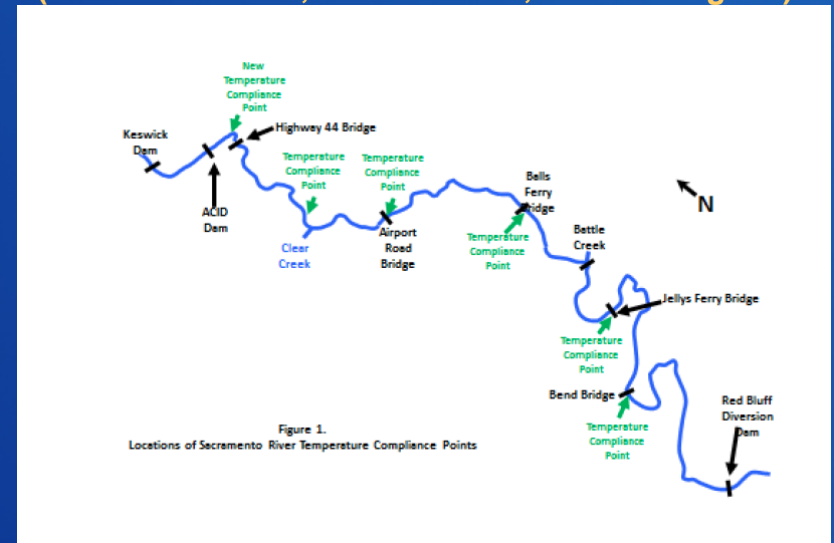 New
Temperature
Compliance
Point
Keswick
Dam
Highway 44 Bridge
Temperature
Compliance
Point
Temperature
Compliance
Point
Balls
Ferry
Bridge
N
ACID
Dam
Clear
Creek
Airport
Road
Bridge
Temperature
Compliance
Point
Battle
Creek
Jellys Ferry Bridge
Temperature
Compliance
Point
Bend Bridge
Red Bluff
Diversion
Dam
Temperature
Compliance
Point
Figure 1.
Locations of Sacramento River Temperature Compliance Points